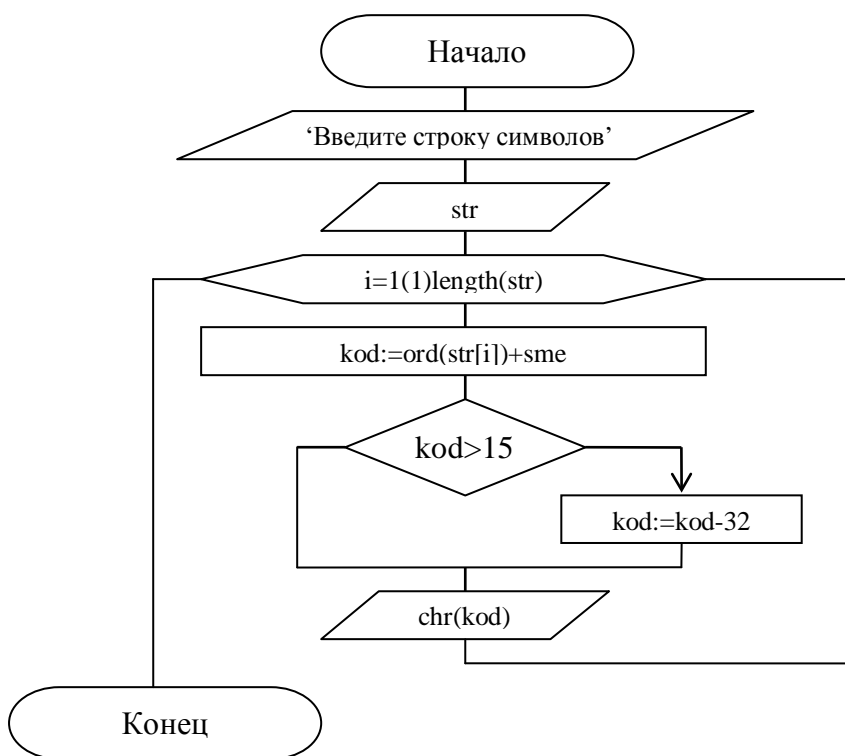 Начало
‘Введите строку символов’
str
i=1(1)length(str)
kod:=ord(str[i])+sme
kod>15
kod:=kod-32
chr(kod)
Конец